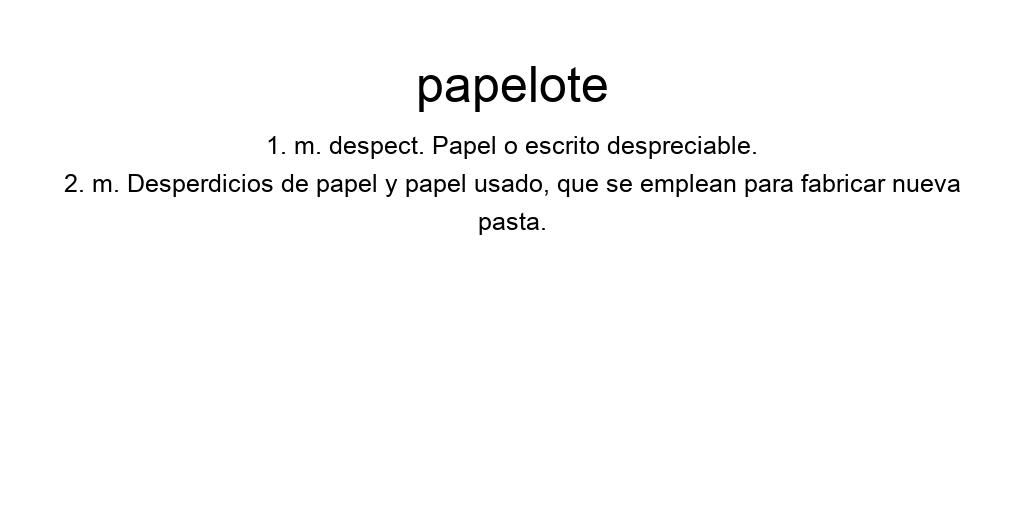 papelote
1. m. despect. Papel o escrito despreciable.
2. m. Desperdicios de papel y papel usado, que se emplean para fabricar nueva
pasta.